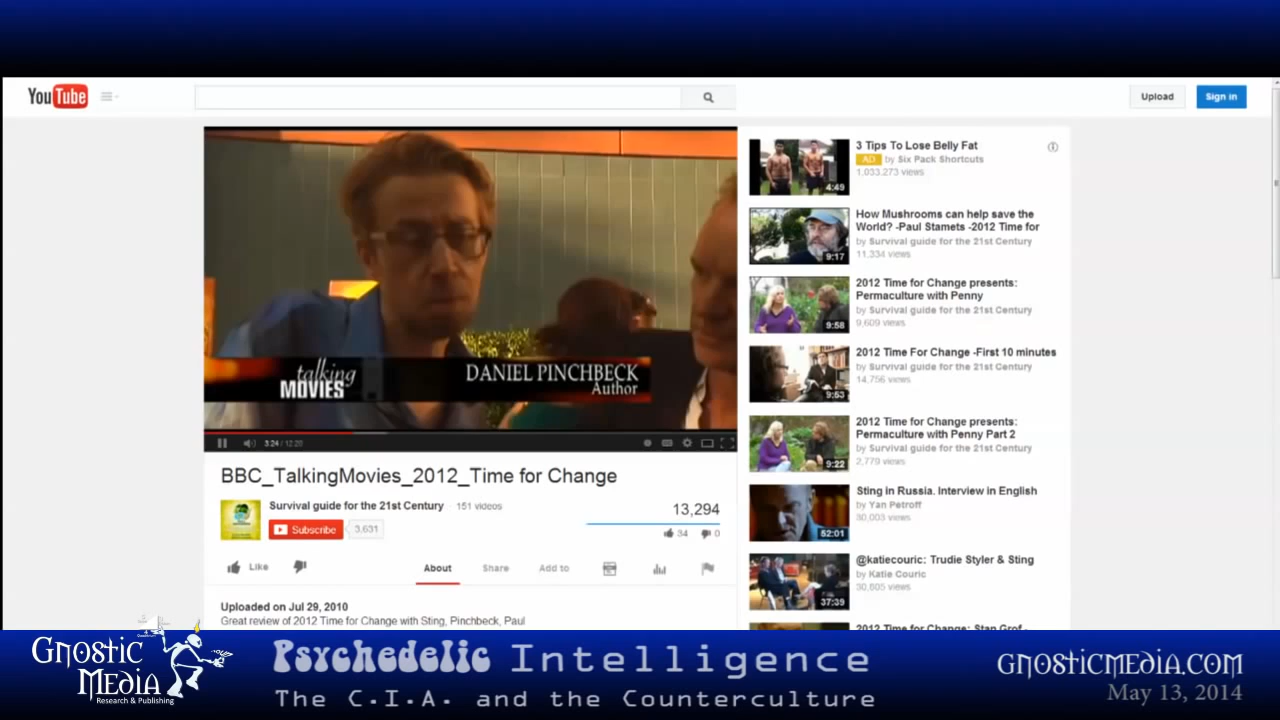 YouTube
Upload
Sign in
talking
MOVIES
DANIEL PINCHBECK
Author
3:24 / 12:20
BBC_TalkingMovies_2012_Time for Change
Survival guide for the 21st Century · 151 videos
Subscribe 3,631
13,294
34 0
Like
About
Share
Add to
Uploaded on Jul 29, 2010
Great review of 2012 Time for Change with Sting, Pinchbeck, Paul
3 Tips To Lose Belly Fat
AD by Six Pack Shortcuts
1,033,273 views
4:49
How Mushrooms can help save the
World? -Paul Stamets -2012 Time for
by Survival guide for the 21st Century
11,334 views
9:17
2012 Time for Change presents:
Permaculture with Penny
by Survival guide for the 21st Century
9,609 views
9:58
2012 Time For Change -First 10 minutes
by Survival guide for the 21st Century
14,756 views
9:53
2012 Time for Change presents:
Permaculture with Penny Part 2
by Survival guide for the 21st Century
2,779 views
9:22
Sting in Russia. Interview in English
by Yan Petroff
30,003 views
52:01
@katiecouric: Trudie Styler & Sting
by Katie Couric
30,605 views
37:39
2012 Time for Change: Stan Grof -
Gnostic
Media
Research & Publishing
Psychedelic Intelligence
The C.I.A. and the Counterculture
GNOSTICMEDIA.COM
May 13, 2014